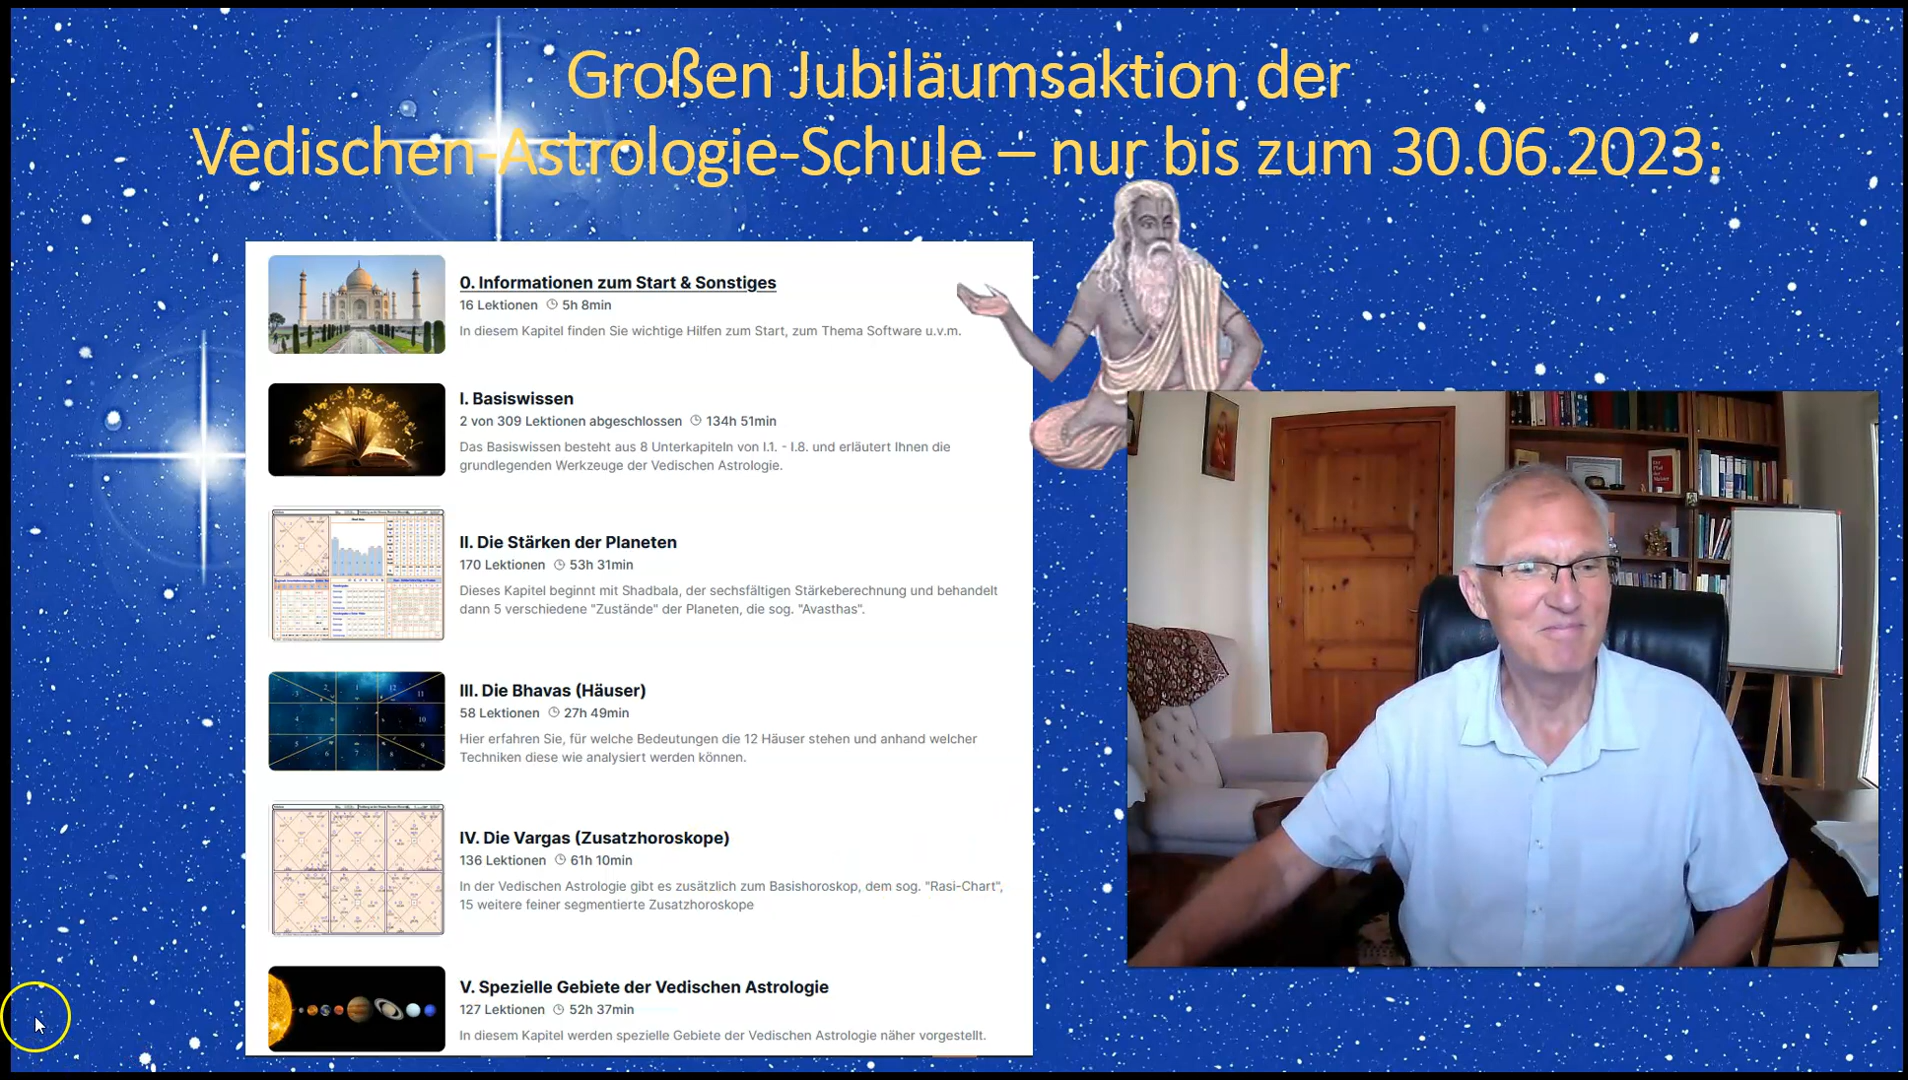 Großen Jubiläumsaktion der
Vedischen-Astrologie-Schule – nur bis zum 30.06.2023:
0. Informationen zum Start & Sonstiges
16 Lektionen 5h 8min
In diesem Kapitel finden Sie wichtige Hilfen zum Start, zum Thema Software u.v.m.
I. Basiswissen
2 von 309 Lektionen abgeschlossen 134h 51min
Das Basiswissen besteht aus 8 Unterkapiteln von I.1. - I.8. und erläutert Ihnen die
grundlegenden Werkzeuge der Vedischen Astrologie.
II. Die Stärken der Planeten
170 Lektionen 53h 31min
Dieses Kapitel beginnt mit Shadbala, der sechsfältigen Stärkeberechnung und behandelt
dann 5 verschiedene "Zustände" der Planeten, die sog. "Avasthas".
III. Die Bhavas (Häuser)
58 Lektionen 27h 49min
Hier erfahren Sie, für welche Bedeutungen die 12 Häuser stehen und anhand welcher
Techniken diese wie analysiert werden können.
IV. Die Vargas (Zusatzhoroskope)
136 Lektionen 61h 10min
In der Vedischen Astrologie gibt es zusätzlich zum Basishoroskop, dem sog. "Rasi-Chart",
15 weitere feiner segmentierte Zusatzhoroskope
V. Spezielle Gebiete der Vedischen Astrologie
127 Lektionen 52h 37min
In diesem Kapitel werden spezielle Gebiete der Vedischen Astrologie näher vorgestellt.